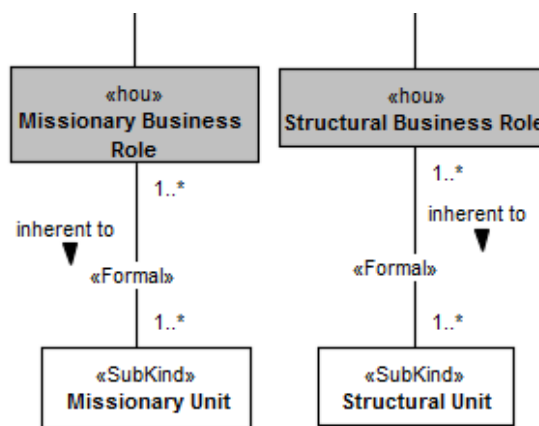 «hou»
Missionary Business
Role
1..*
inherent to
«Formal»
1..*
«SubKind»
Missionary Unit
«hou»
Structural Business Role
1..*
inherent to
«Formal»
1..*
«SubKind»
Structural Unit